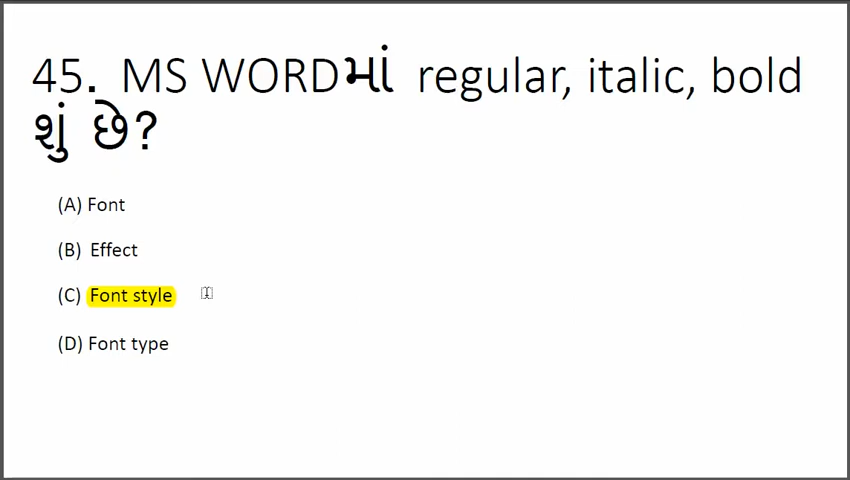 45. MS WORDમાં regular, italic, bold
શું છે?
(A) Font
(B) Effect
(C) Font style
(D) Font type